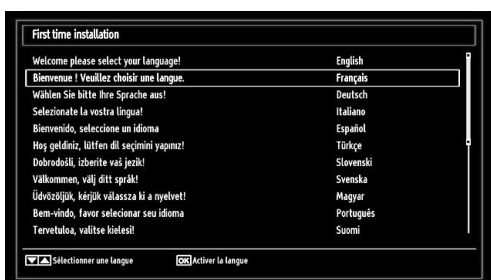 First time installation
Welcome please select your language! English
Bienvenue ! Veuillez choisir une langue. Français
Wählen Sie bitte Ihre Sprache aus! Deutsch
Selezionate la vostra lingua! Italiano
Bienvenido, seleccione un idioma Español
Hoş geldiniz, lütfen dil seçimini yapınız! Türkçe
Dobrodošli, izberite vaš jezik! Slovenski
Välkommen, välj ditt språk! Svenska
Üdvözöljük, kérjük válassza ki a nyelvet! Magyar
Bem-vindo, favor selecionar seu idioma Português
Tervetuloa, valitse kielesi! Suomi
Sélectionner une langue OK Activer la langue